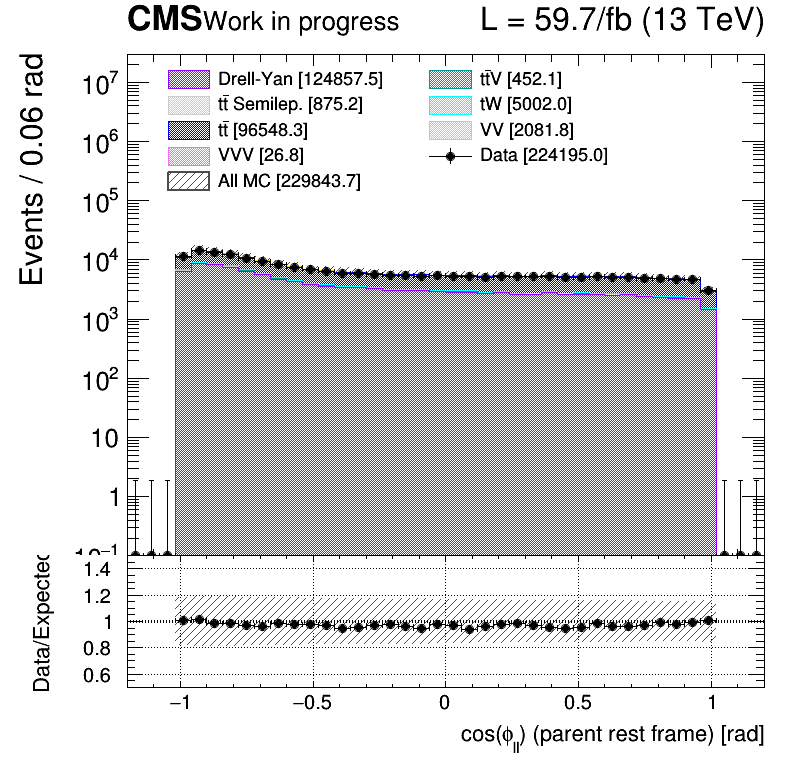 CMS Work in progress L = 59.7/fb (13 TeV)
Events / 0.06 rad
Drell-Yan [124857.5]
tt̄ Semilep. [875.2]
tt̄ [96548.3]
VVV [26.8]
All MC [229843.7]
tt̄V [452.1]
tW [5002.0]
VV [2081.8]
Data [224195.0]
10⁷
10⁶
10⁵
10⁴
10³
10²
10
1
10⁻¹
Data/Expected
1.4
1.2
1
0.8
0.6
−1 −0.5 0 0.5 1
cos(ϕ_ll) (parent rest frame) [rad]